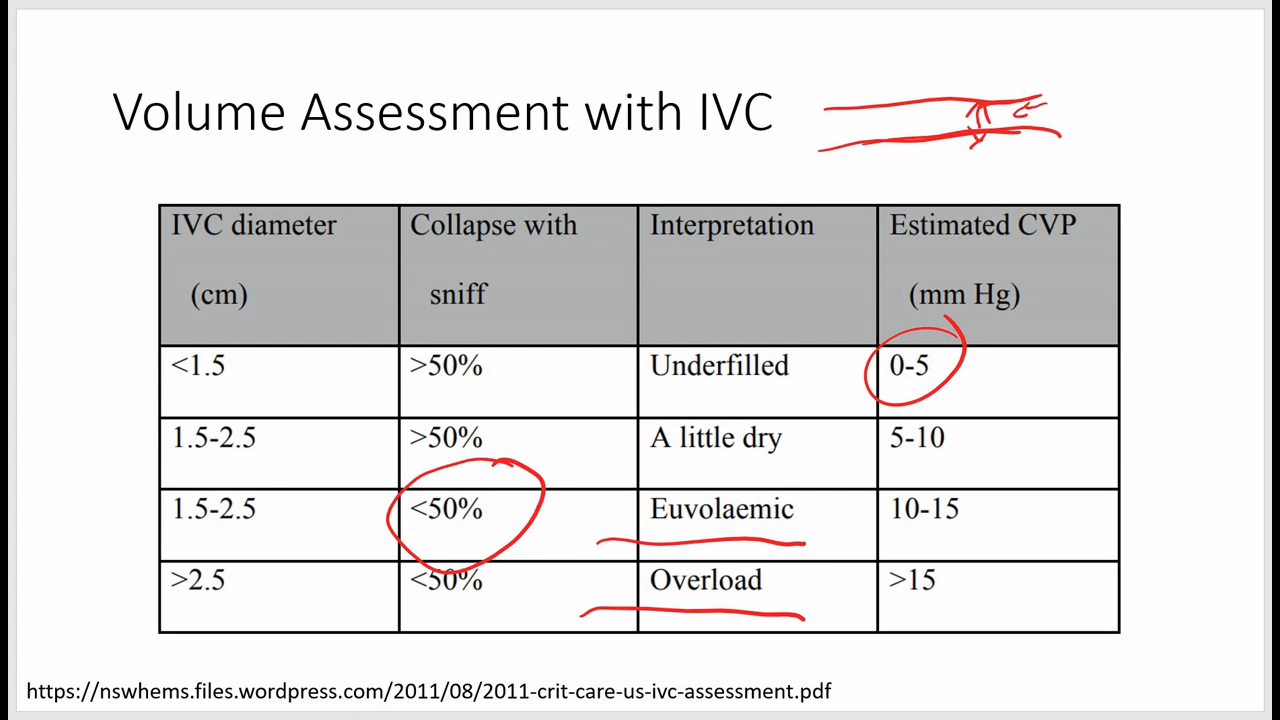 Volume Assessment with IVC
IVC diameter Collapse with Interpretation Estimated CVP
(cm) sniff (mm Hg)
<1.5 >50% Underfilled 0-5
1.5-2.5 >50% A little dry 5-10
1.5-2.5 <50% Euvolaemic 10-15
>2.5 <50% Overload >15
https://nswhems.files.wordpress.com/2011/08/2011-crit-care-us-ivc-assessment.pdf